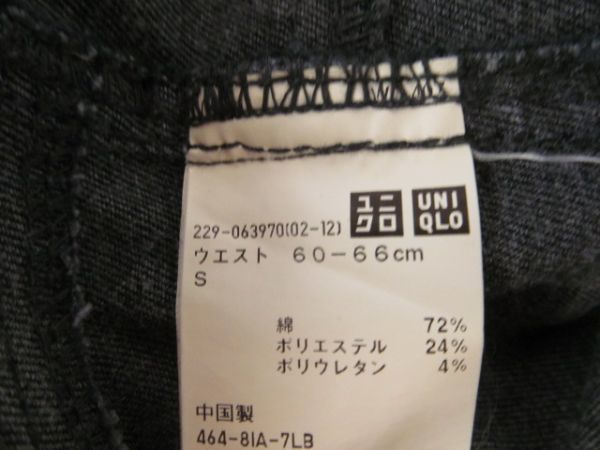 ユニ UNI
クロ QLO
229-063970(02-12)
ウエスト 60-66cm
S
綿 72%
ポリエステル 24%
ポリウレタン 4%
中国製
464-81A-7LB